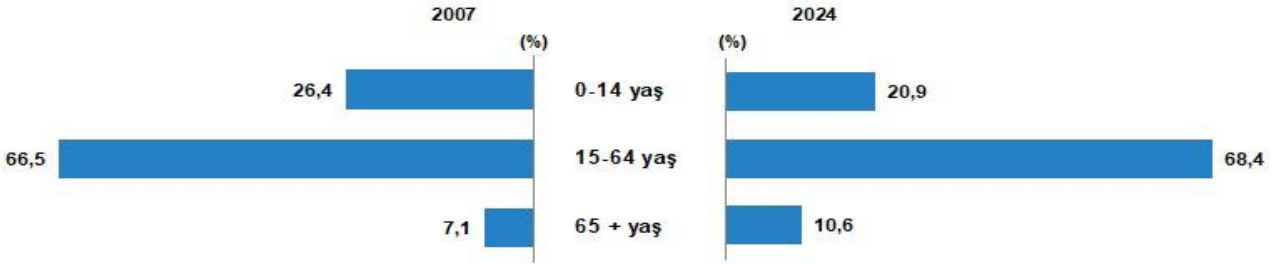 2007 2024
(%) (%)
26,4 0-14 yaş 20,9
66,5 15-64 yaş 68,4
7,1 65 + yaş 10,6